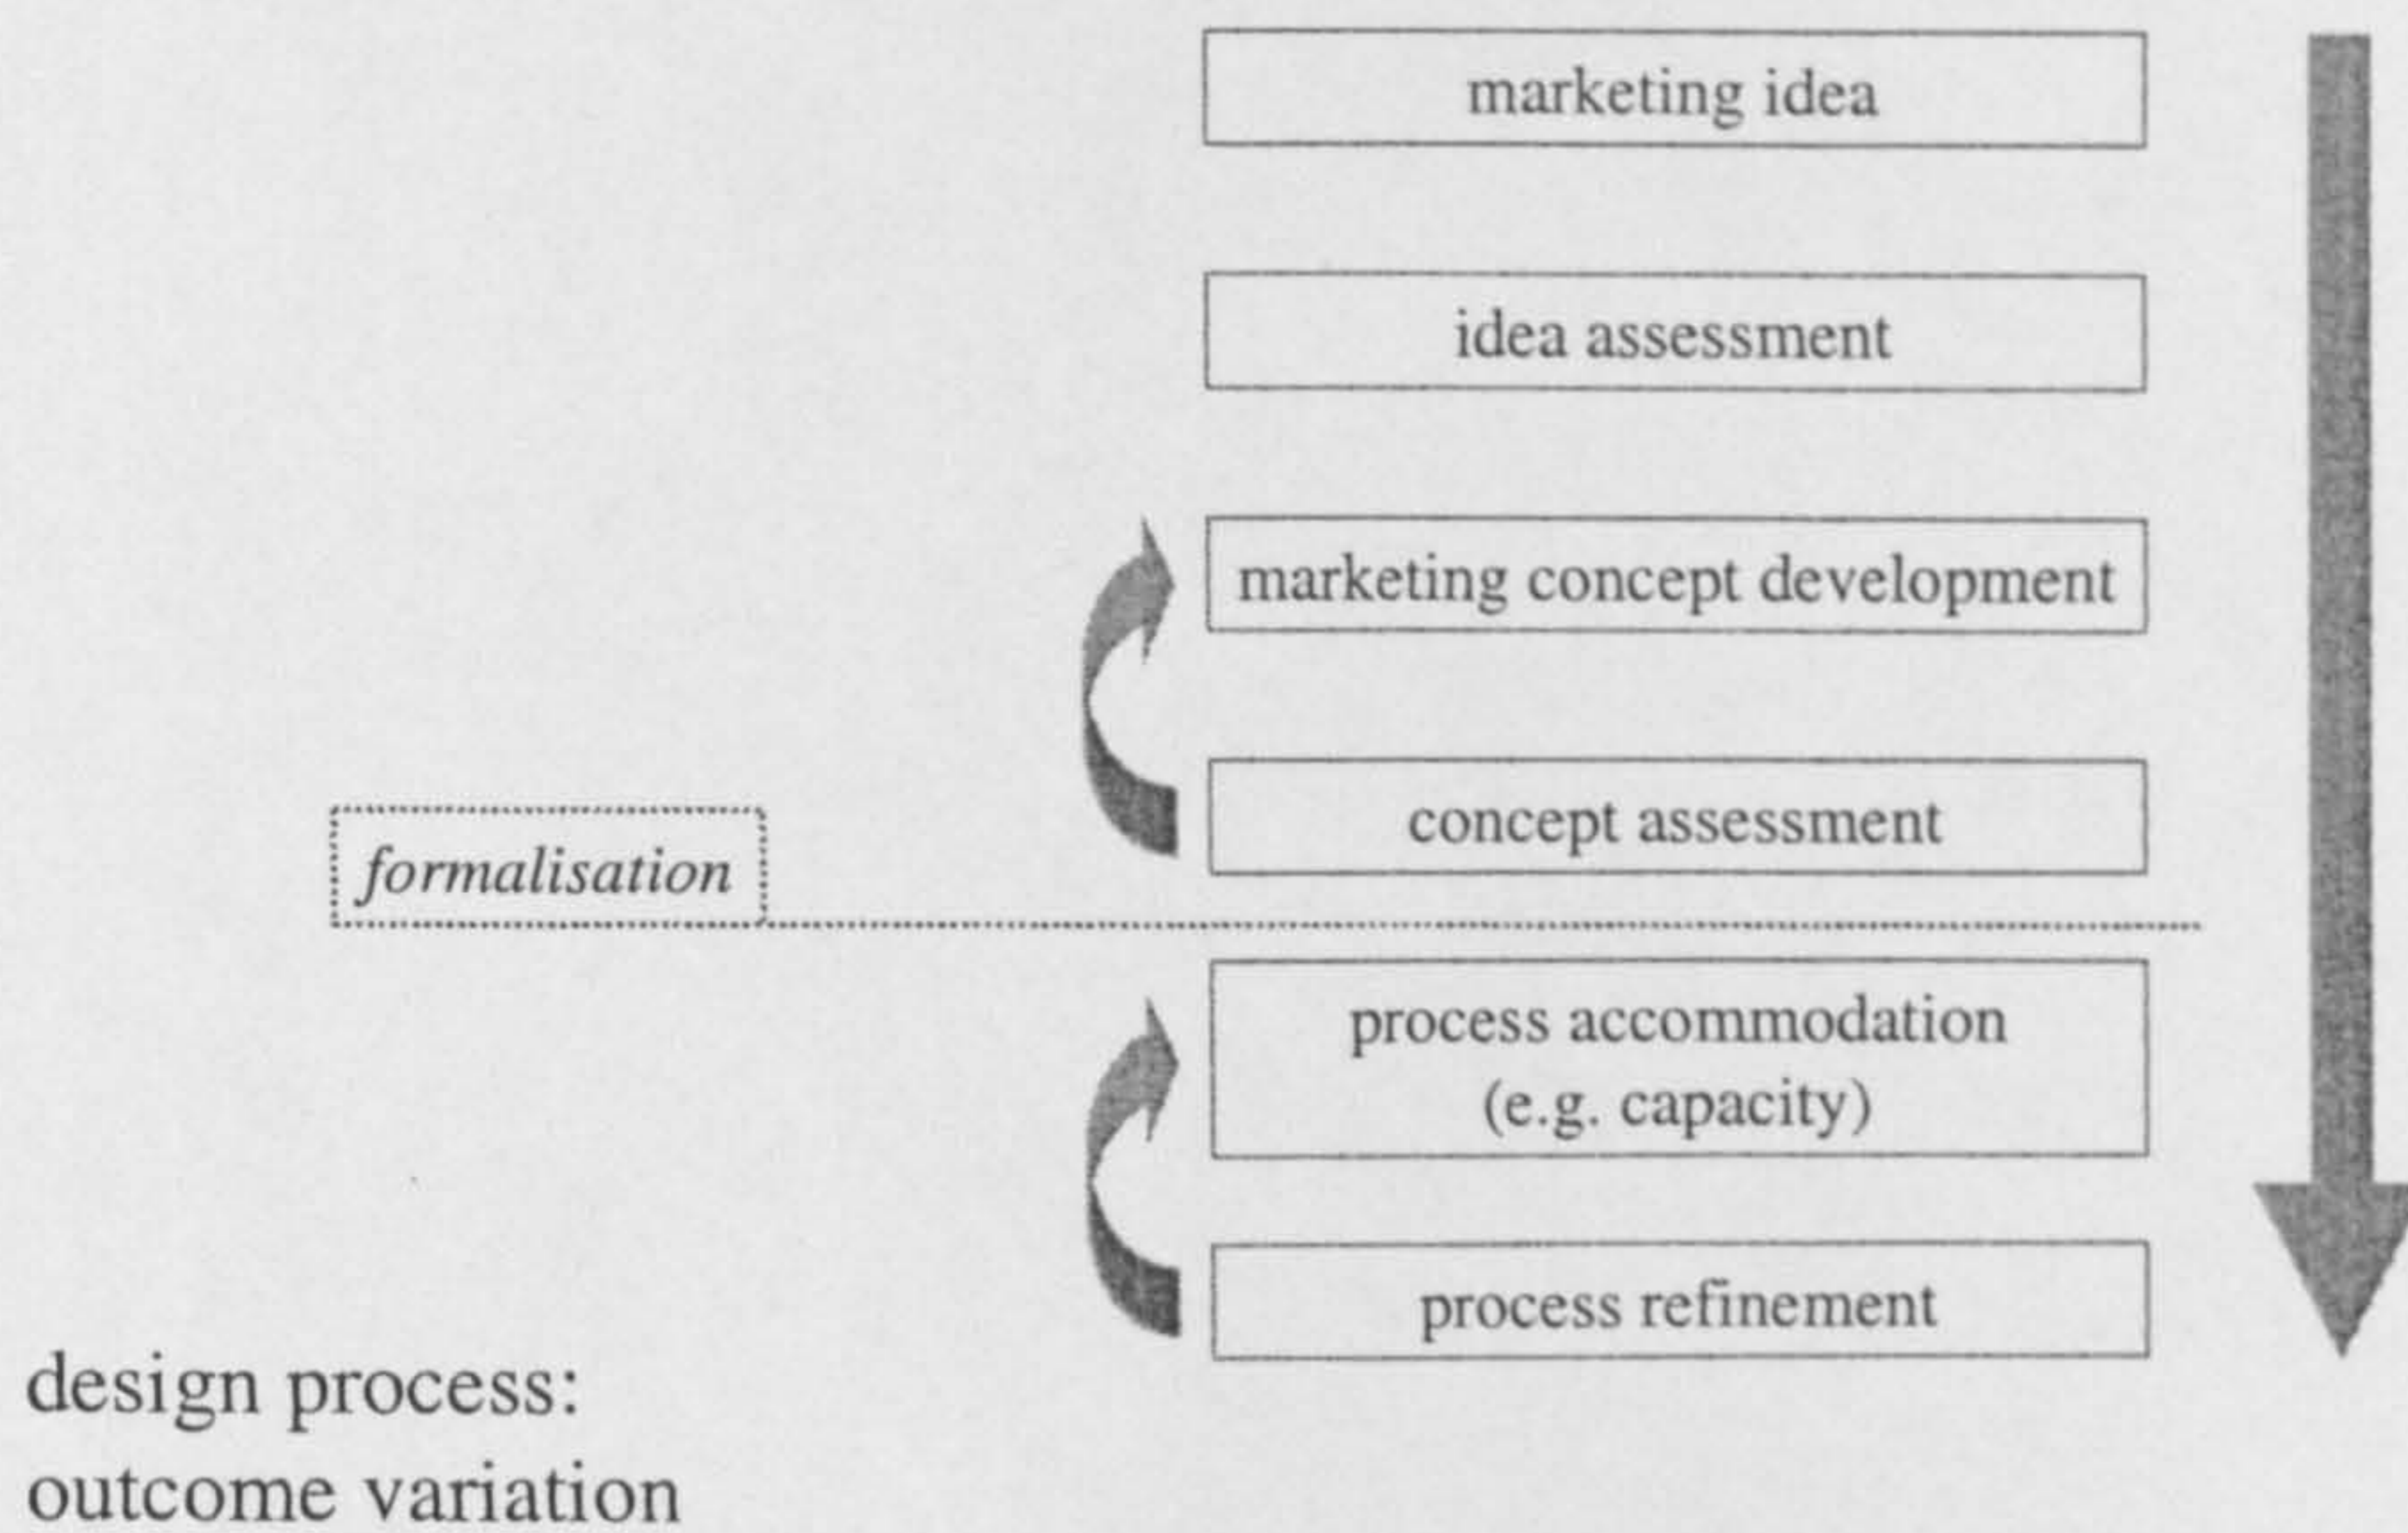 marketing idea
idea assessment
marketing concept development
concept assessment
formalisation
process accommodation
(e.g. capacity)
process refinement
design process:
outcome variation